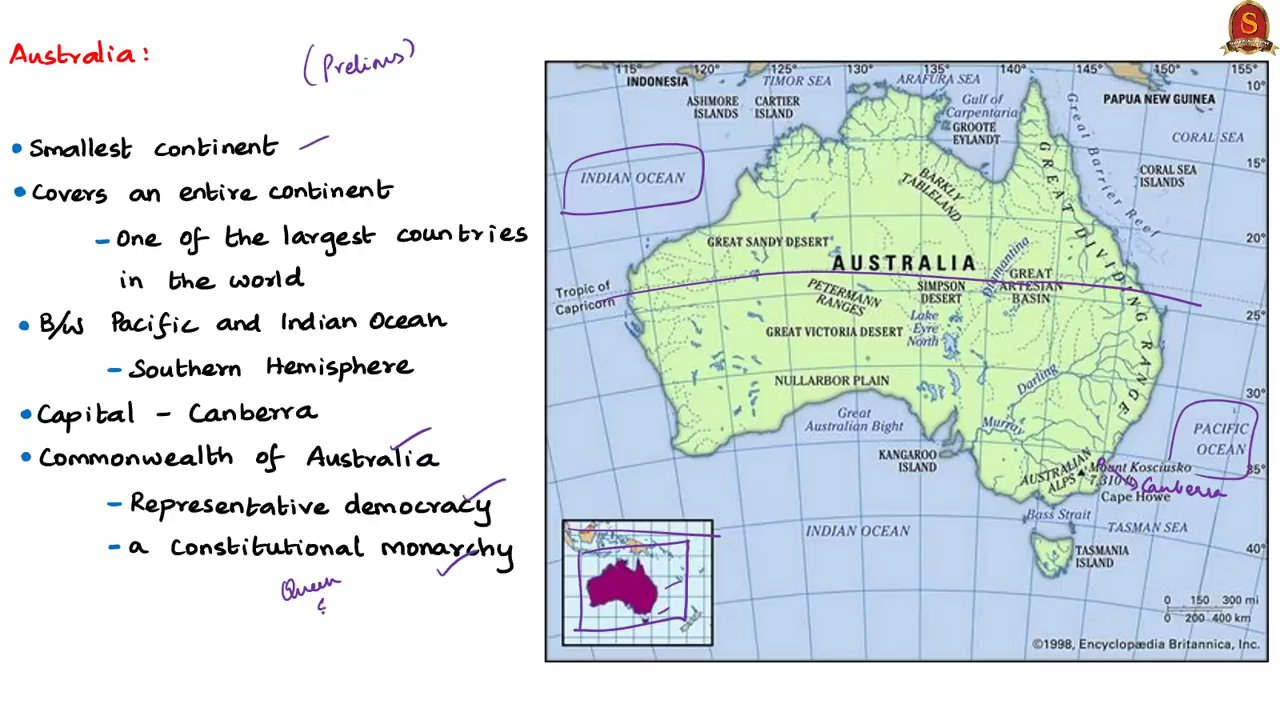 Australia:
(Prelims)
• Smallest continent
• Covers an entire continent
- One of the largest countries
in the world
• B/w Pacific and Indian Ocean
- Southern Hemisphere
• Capital - Canberra
• Commonwealth of Australia
- Representative democracy
- a Constitutional monarchy
Queen
S
115° 120° 130° 135° 140° 150° 155°
INDONESIA
TIMOR SEA
ARAFURA SEA
10°
ASHMORE
ISLANDS
CARTIER
ISLAND
Gulf of
Carpentaria
PAPUA NEW GUINEA
GROOTE
EYLANDT
CORAL SEA
15°
INDIAN OCEAN
Great Barrier Reef
CORAL SEA
ISLANDS
BARKLY
TABLELAND
GREAT DIVIDING RANGE
20°
GREAT SANDY DESERT
AUSTRALIA
Tropic of
Capricorn
PETERMANN
RANGES
SIMPSON
DESERT
Diamantina
GREAT
ARTESIAN
BASIN
25°
GREAT VICTORIA DESERT
Lake
Eyre
North
NULLARBOR PLAIN
Darling
30°
Great
Australian Bight
Murray
PACIFIC
OCEAN
KANGAROO
ISLAND
AUSTRALIAN
ALPS
Mount Kosciusko
7,310 ft
35°
Canberra
Cape Howe
INDIAN OCEAN
Bass Strait
TASMAN SEA
TASMANIA
ISLAND
40°
0 150 300 mi
0 200 400 km
©1998, Encyclopædia Britannica, Inc.